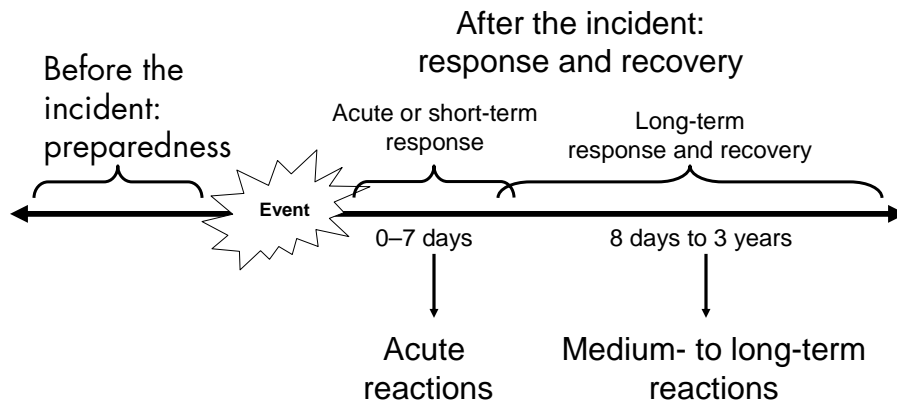 After the incident:
response and recovery
Before the
incident:
preparedness
Acute or short-term
response
Long-term
response and recovery
Event
0–7 days
8 days to 3 years
Acute
reactions
Medium- to long-term
reactions